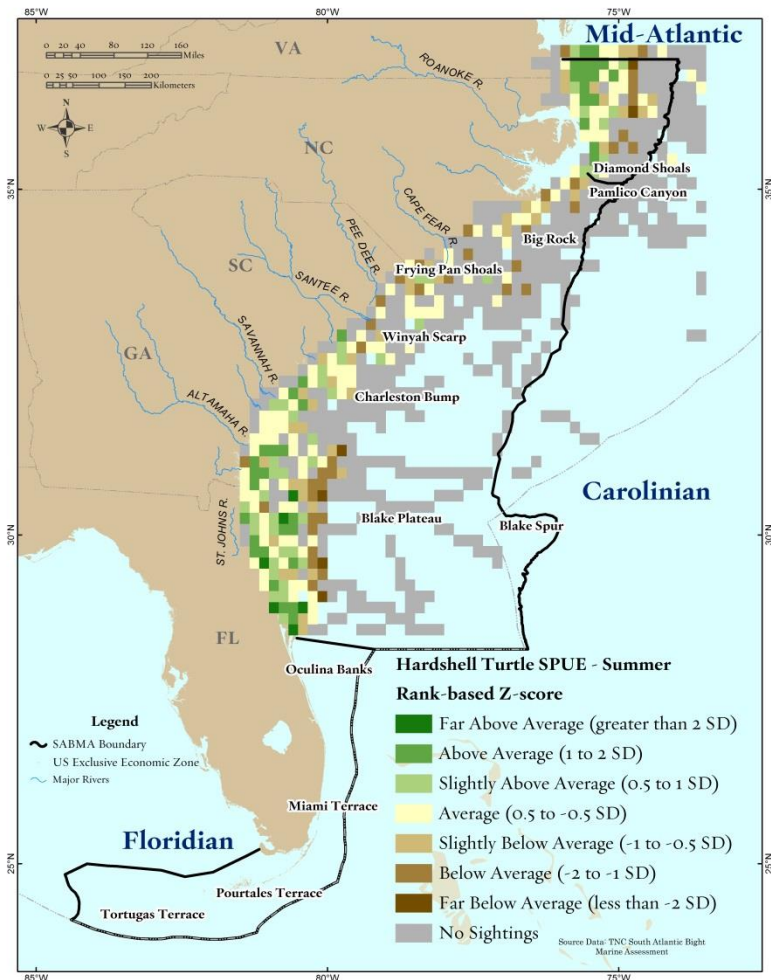 85°W
80°W
75°W
Mid-Atlantic
0 20 40 80 120 160
Miles
0 25 50 100 150 200
Kilometers
N
W E
S
VA
ROANOKE R.
NC
35°N
35°N
Diamond Shoals
Pamlico Canyon
CAPE FEAR R.
PEE DEE R.
Big Rock
SC
SANTEE R.
Frying Pan Shoals
SAVANNAH R.
Winyah Scarp
GA
ALTAMAHA R.
Charleston Bump
Carolinian
ST. JOHNS R.
Blake Plateau
Blake Spur
30°N
30°N
FL
Oculina Banks
Hardshell Turtle SPUE - Summer
Rank-based Z-score
Far Above Average (greater than 2 SD)
Above Average (1 to 2 SD)
Slightly Above Average (0.5 to 1 SD)
Average (0.5 to -0.5 SD)
Slightly Below Average (-1 to -0.5 SD)
Below Average (-2 to -1 SD)
Far Below Average (less than -2 SD)
No Sightings
Legend
SABMA Boundary
US Exclusive Economic Zone
Major Rivers
Miami Terrace
Floridian
25°N
25°N
Pourtales Terrace
Tortugas Terrace
Source Data: TNC South Atlantic Bight
Marine Assessment
85°W
80°W
75°W